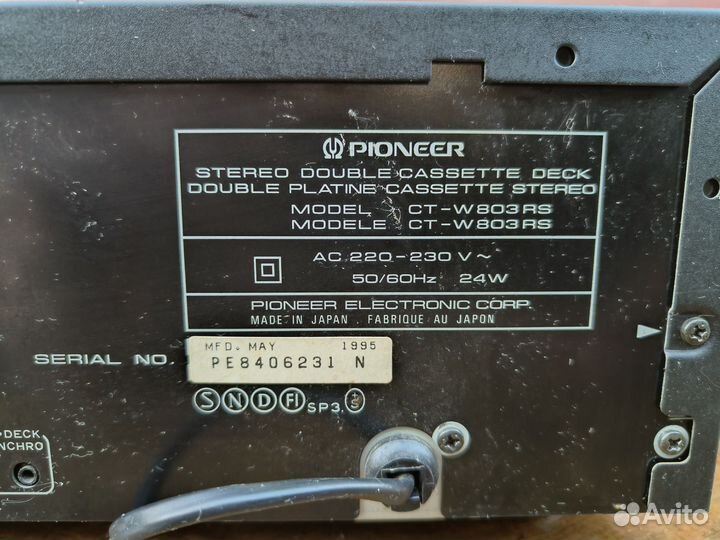 PIONEER
STEREO DOUBLE CASSETTE DECK
DOUBLE PLATINE CASSETTE STEREO
MODEL CT-W803RS
MODELE CT-W803RS
AC 220-230 V~
50/60Hz 24W
PIONEER ELECTRONIC CORP.
MADE IN JAPAN FABRIQUE AU JAPON
MFD. MAY 1995
SERIAL NO. PE8406231 N
S N D FI SP3. S
-DECK
NCHRO
Avito